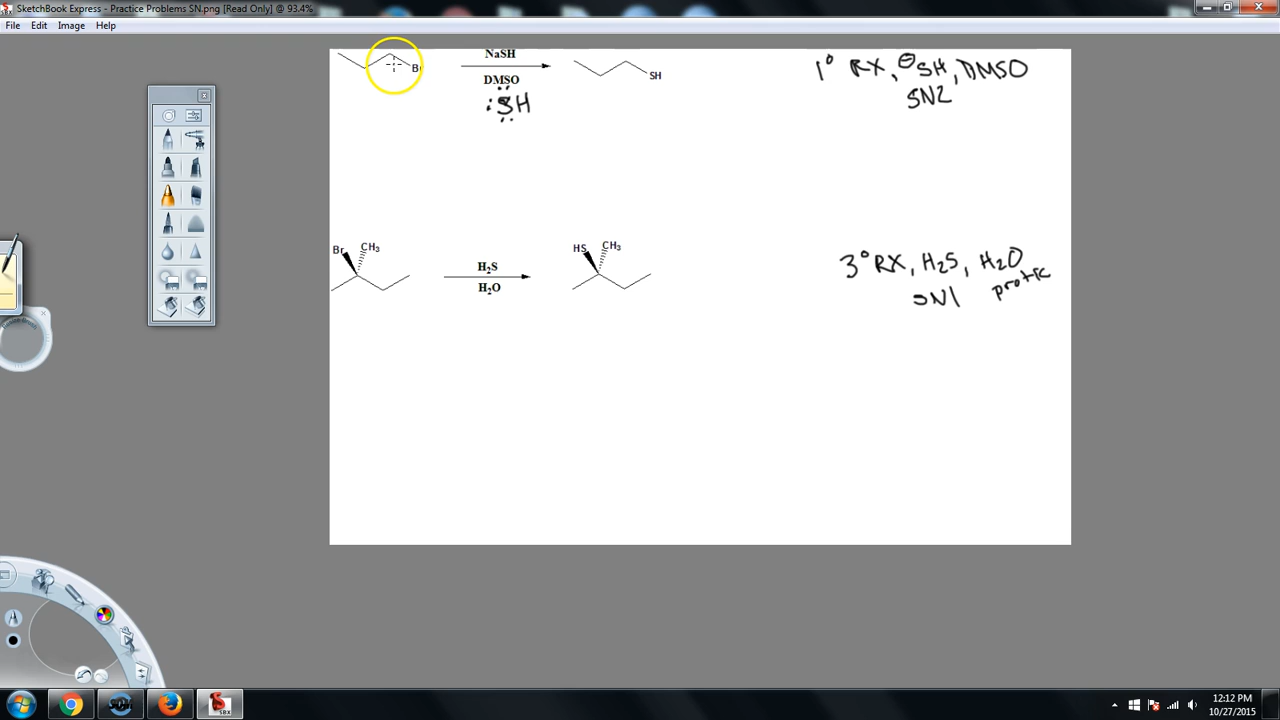 SketchBook Express - Practice Problems SN.png [Read Only] @ 93.4%
File Edit Image Help
Br
NaSH
DMSO
:SH
SH
1° RX, ⊖SH, DMSO
SN2
Br CH3
H2S
H2O
HS CH3
3° RX, H2S, H2O
SN1 protic
12:12 PM
10/27/2015
SBX